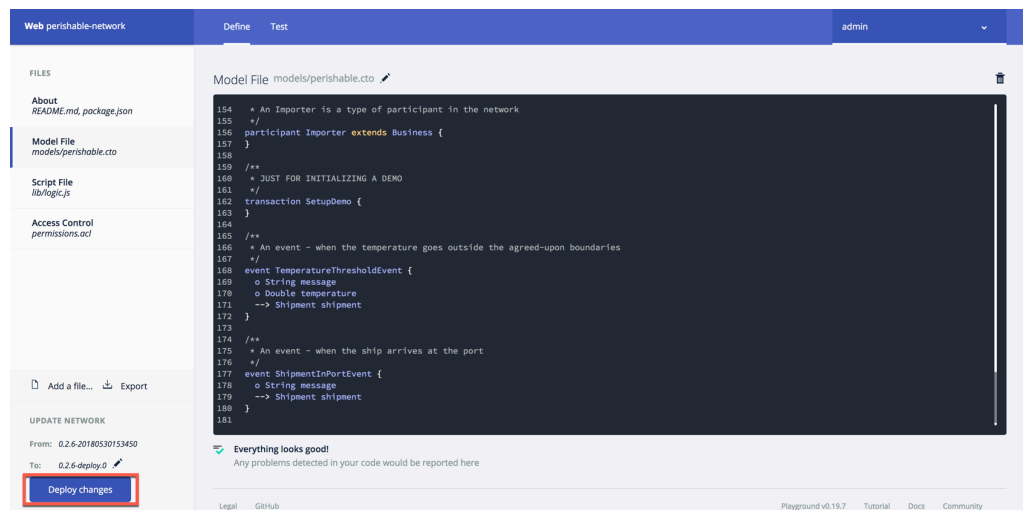 Web perishable-network
Define
Test
admin
FILES
About
README.md, package.json
Model File
models/perishable.cto
Script File
lib/logic.js
Access Control
permissions.acl
Add a file...
Export
UPDATE NETWORK
From: 0.2.6-20180530153450
To: 0.2.6-deploy.0
Deploy changes
Model File models/perishable.cto
154 * An Importer is a type of participant in the network
155 */
156 participant Importer extends Business {
157 }
158
159 /**
160 * JUST FOR INITIALIZING A DEMO
161 */
162 transaction SetupDemo {
163 }
164
165 /**
166 * An event - when the temperature goes outside the agreed-upon boundaries
167 */
168 event TemperatureThresholdEvent {
169 o String message
170 o Double temperature
171 --> Shipment shipment
172 }
173
174 /**
175 * An event - when the ship arrives at the port
176 */
177 event ShipmentInPortEvent {
178 o String message
179 --> Shipment shipment
180 }
181
Everything looks good!
Any problems detected in your code would be reported here
Legal
GitHub
Playground v0.19.7
Tutorial
Docs
Community